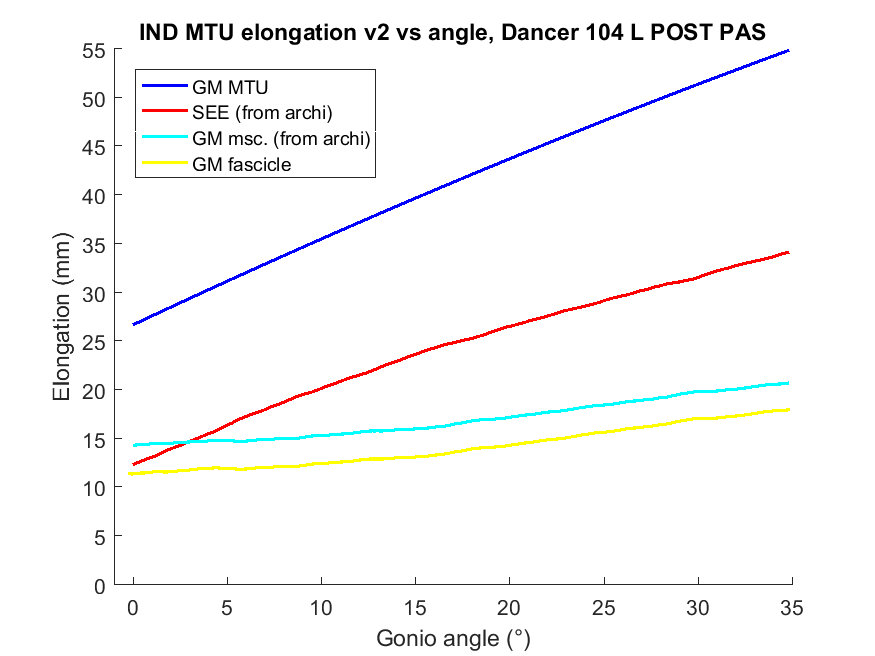 IND MTU elongation v2 vs angle, Dancer 104 L POST PAS
GM MTU
SEE (from archi)
GM msc. (from archi)
GM fascicle
Elongation (mm)
55
50
45
40
35
30
25
20
15
10
5
0
0 5 10 15 20 25 30 35
Gonio angle (°)